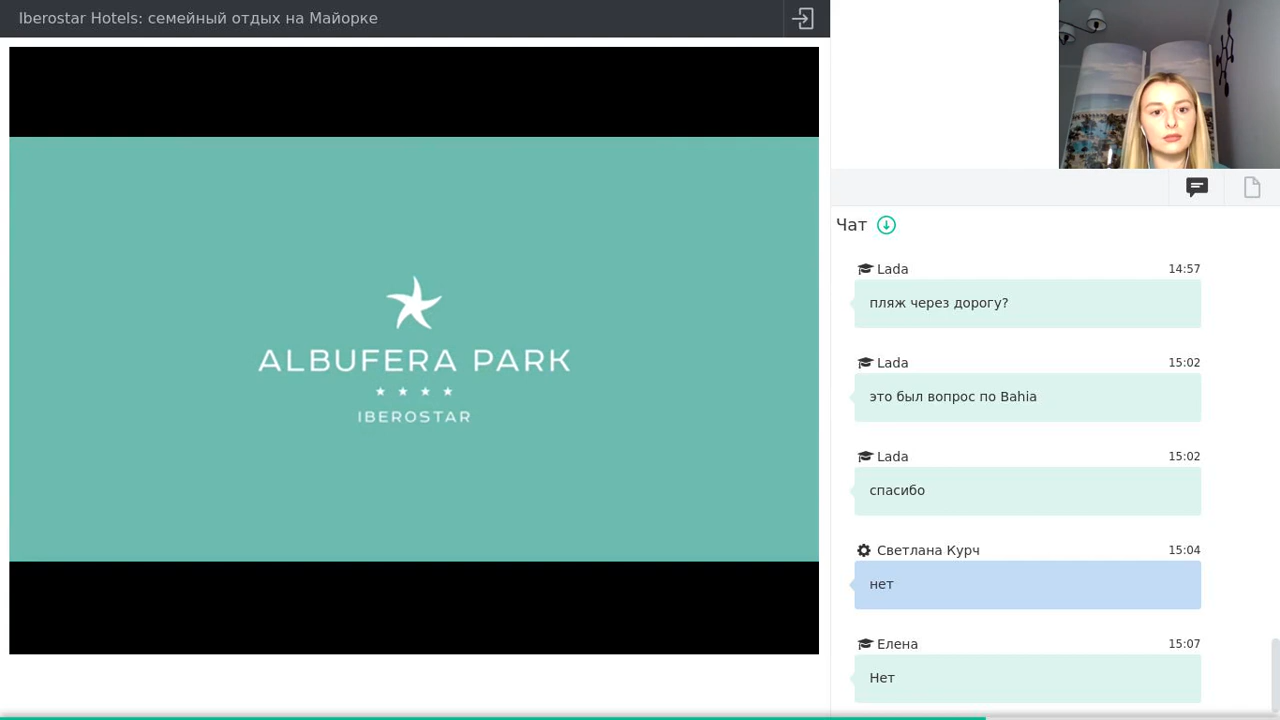 Iberostar Hotels: семейный отдых на Майорке
ALBUFERA PARK
IBEROSTAR
Чат
Lada 14:57
пляж через дорогу?
Lada 15:02
это был вопрос по Bahia
Lada 15:02
спасибо
Светлана Курч 15:04
нет
Елена 15:07
Нет